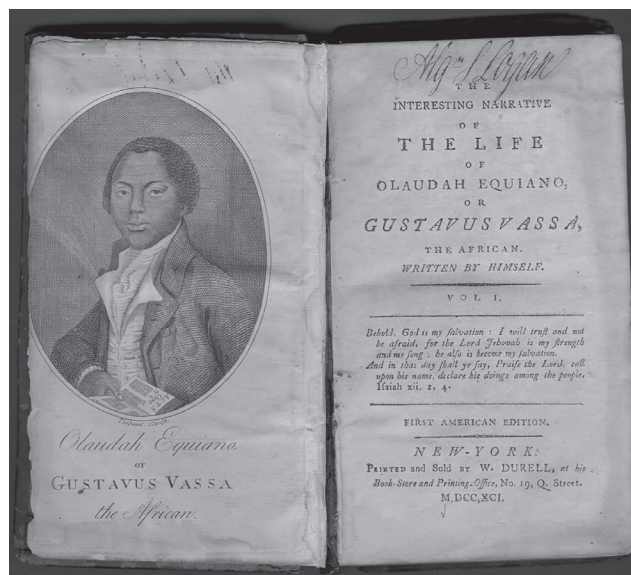 Olaudah Equiano.
or
GUSTAVUS VASSA
the African.
Logan
THE
INTERESTING NARRATIVE
OF
THE LIFE
OF
OLAUDAH EQUIANO,
OR
GUSTAVUS VASSA,
THE AFRICAN.
WRITTEN BY HIMSELF.
VOL I.
Behold, God is my ſalvation : I will truſt and not
be afraid, for the Lord Jehovah is my ſtrength
and my ſong ; he alſo is become my ſalvation.
And in that day ſhall ye ſay, Praiſe the Lord, call
upon his name, declare his doings among the people.
Iſaiah xii. 2, 4.
FIRST AMERICAN EDITION.
NEW-YORK:
PRINTED and Sold BY W. DURELL, at his
Book-Store and Printing-Office, No. 19, Q. Street.
M,DCC,XCI.